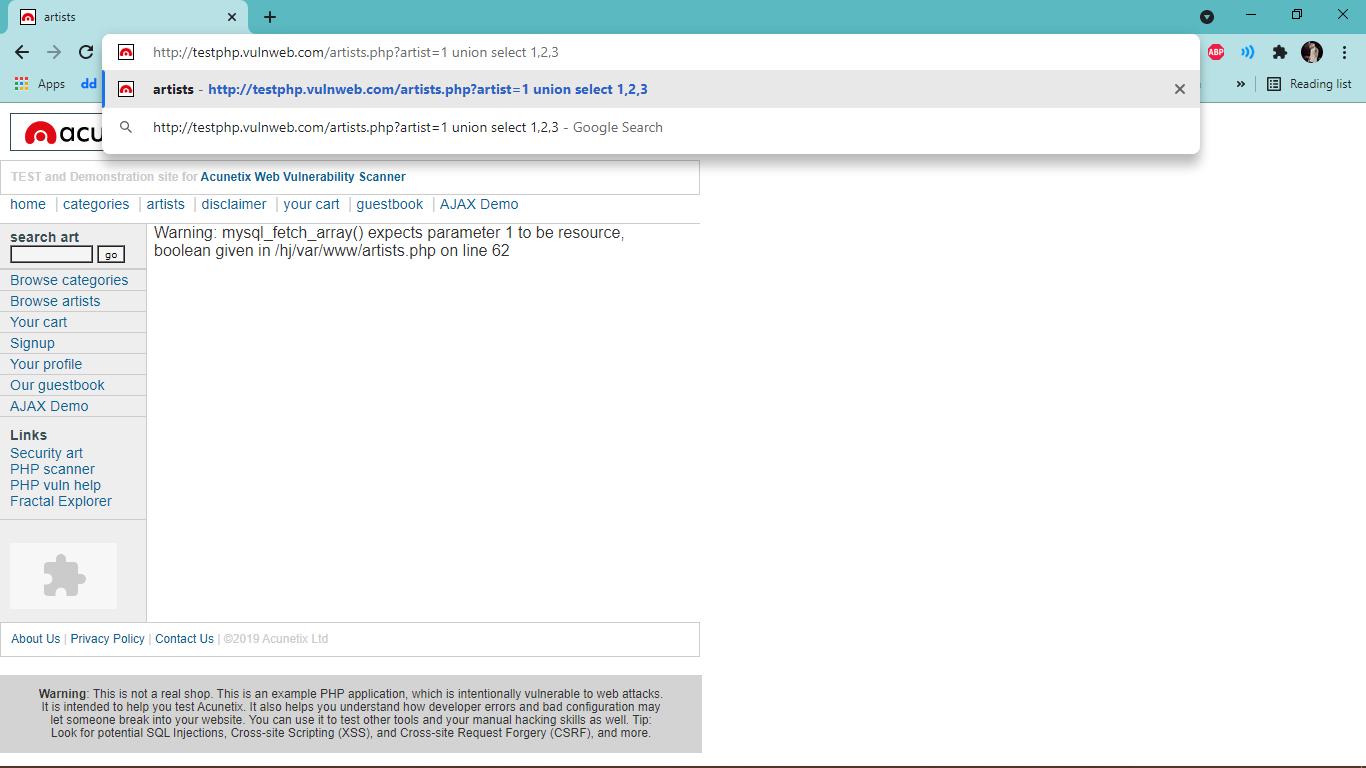 artists
http://testphp.vulnweb.com/artists.php?artist=1 union select 1,2,3
ABP
Apps dd
artists - http://testphp.vulnweb.com/artists.php?artist=1 union select 1,2,3
» Reading list
http://testphp.vulnweb.com/artists.php?artist=1 union select 1,2,3 - Google Search
acu
TEST and Demonstration site for Acunetix Web Vulnerability Scanner
home | categories | artists | disclaimer | your cart | guestbook | AJAX Demo
search art
go
Browse categories
Browse artists
Your cart
Signup
Your profile
Our guestbook
AJAX Demo
Links
Security art
PHP scanner
PHP vuln help
Fractal Explorer
Warning: mysql_fetch_array() expects parameter 1 to be resource,
boolean given in /hj/var/www/artists.php on line 62
About Us | Privacy Policy | Contact Us | ©2019 Acunetix Ltd
Warning: This is not a real shop. This is an example PHP application, which is intentionally vulnerable to web attacks.
It is intended to help you test Acunetix. It also helps you understand how developer errors and bad configuration may
let someone break into your website. You can use it to test other tools and your manual hacking skills as well. Tip:
Look for potential SQL Injections, Cross-site Scripting (XSS), and Cross-site Request Forgery (CSRF), and more.